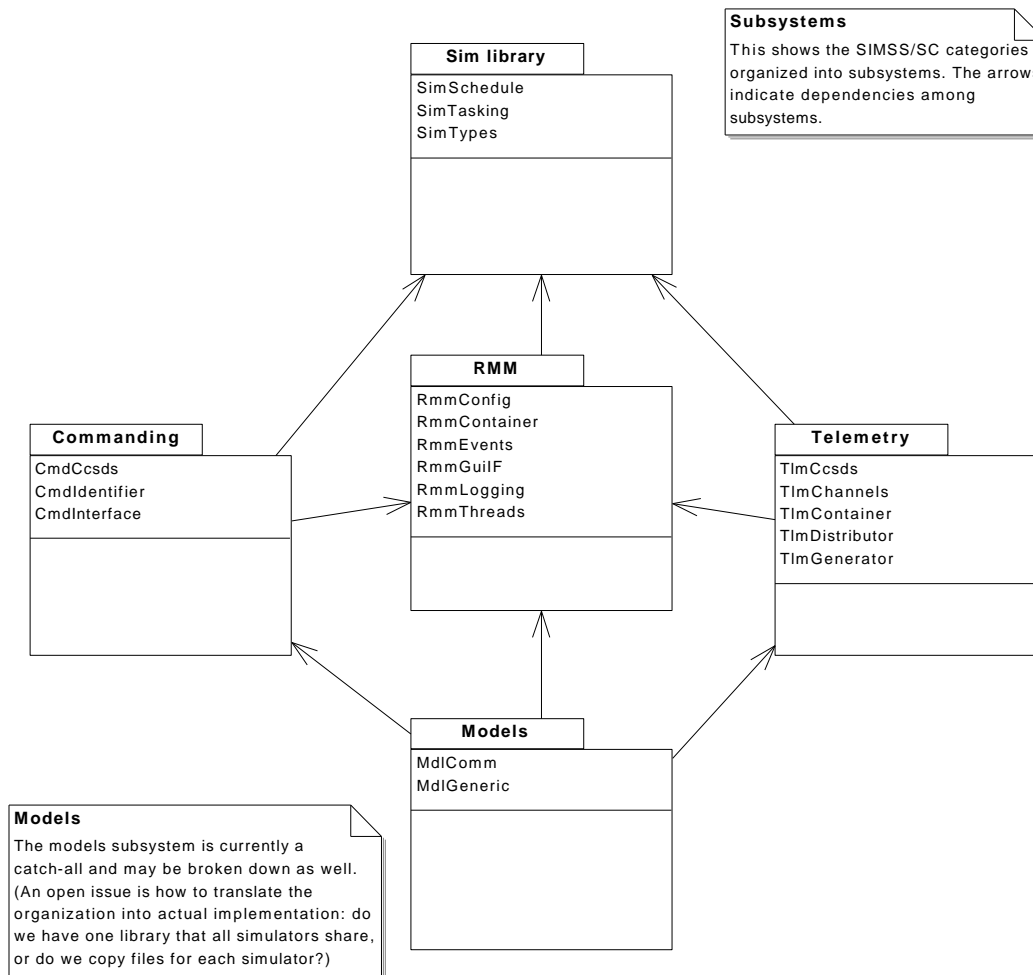 Subsystems
This shows the SIMSS/SC categories
organized into subsystems. The arrows
indicate dependencies among
subsystems.
Sim library
SimSchedule
SimTasking
SimTypes
RMM
RmmConfig
RmmContainer
RmmEvents
RmmGuiIF
RmmLogging
RmmThreads
Commanding
CmdCcsds
CmdIdentifier
CmdInterface
Telemetry
TlmCcsds
TlmChannels
TlmContainer
TlmDistributor
TlmGenerator
Models
MdlComm
MdlGeneric
Models
The models subsystem is currently a
catch-all and may be broken down as well.
(An open issue is how to translate the
organization into actual implementation: do
we have one library that all simulators share,
or do we copy files for each simulator?)